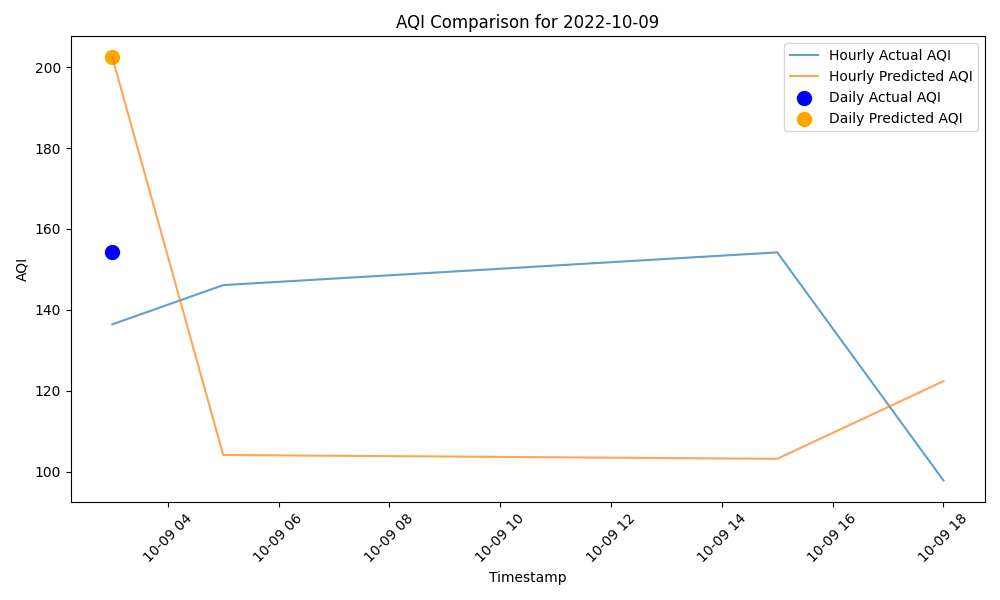 AQI Comparison for 2022-10-09
Hourly Actual AQI
Hourly Predicted AQI
Daily Actual AQI
Daily Predicted AQI
AQI
200
180
160
140
120
100
10-09 04
10-09 06
10-09 08
10-09 10
10-09 12
10-09 14
10-09 16
10-09 18
Timestamp